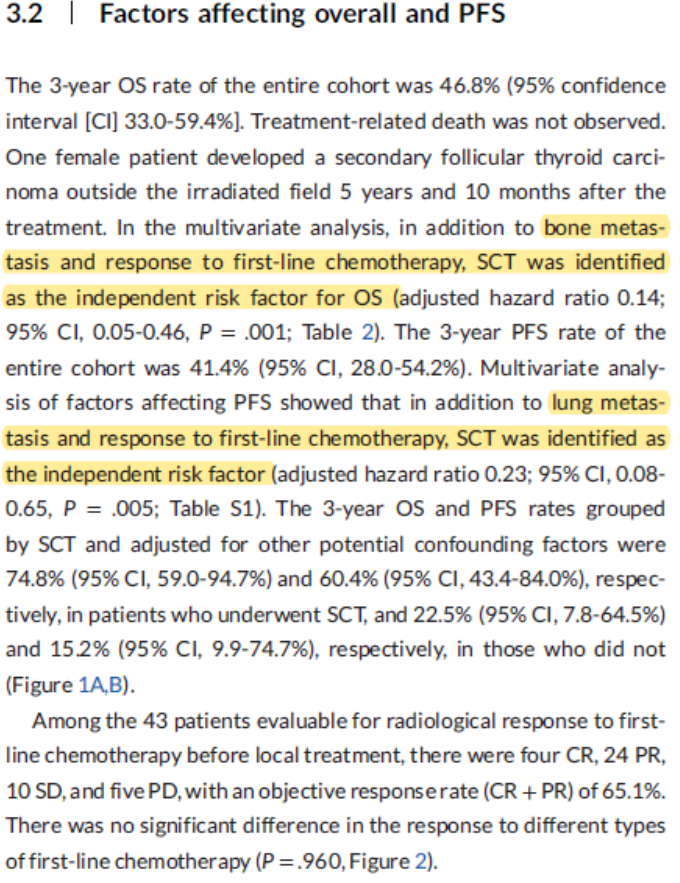 3.2 | Factors affecting overall and PFS
The 3-year OS rate of the entire cohort was 46.8% (95% confidence
interval [CI] 33.0-59.4%]. Treatment-related death was not observed.
One female patient developed a secondary follicular thyroid carci-
noma outside the irradiated field 5 years and 10 months after the
treatment. In the multivariate analysis, in addition to bone metas-
tasis and response to first-line chemotherapy, SCT was identified
as the independent risk factor for OS (adjusted hazard ratio 0.14;
95% CI, 0.05-0.46, P = .001; Table 2). The 3-year PFS rate of the
entire cohort was 41.4% (95% CI, 28.0-54.2%). Multivariate analy-
sis of factors affecting PFS showed that in addition to lung metas-
tasis and response to first-line chemotherapy, SCT was identified as
the independent risk factor (adjusted hazard ratio 0.23; 95% CI, 0.08-
0.65, P = .005; Table S1). The 3-year OS and PFS rates grouped
by SCT and adjusted for other potential confounding factors were
74.8% (95% CI, 59.0-94.7%) and 60.4% (95% CI, 43.4-84.0%), respec-
tively, in patients who underwent SCT, and 22.5% (95% CI, 7.8-64.5%)
and 15.2% (95% CI, 9.9-74.7%), respectively, in those who did not
(Figure 1A,B).
Among the 43 patients evaluable for radiological response to first-
line chemotherapy before local treatment, there were four CR, 24 PR,
10 SD, and five PD, with an objective response rate (CR + PR) of 65.1%.
There was no significant difference in the response to different types
of first-line chemotherapy (P = .960, Figure 2).